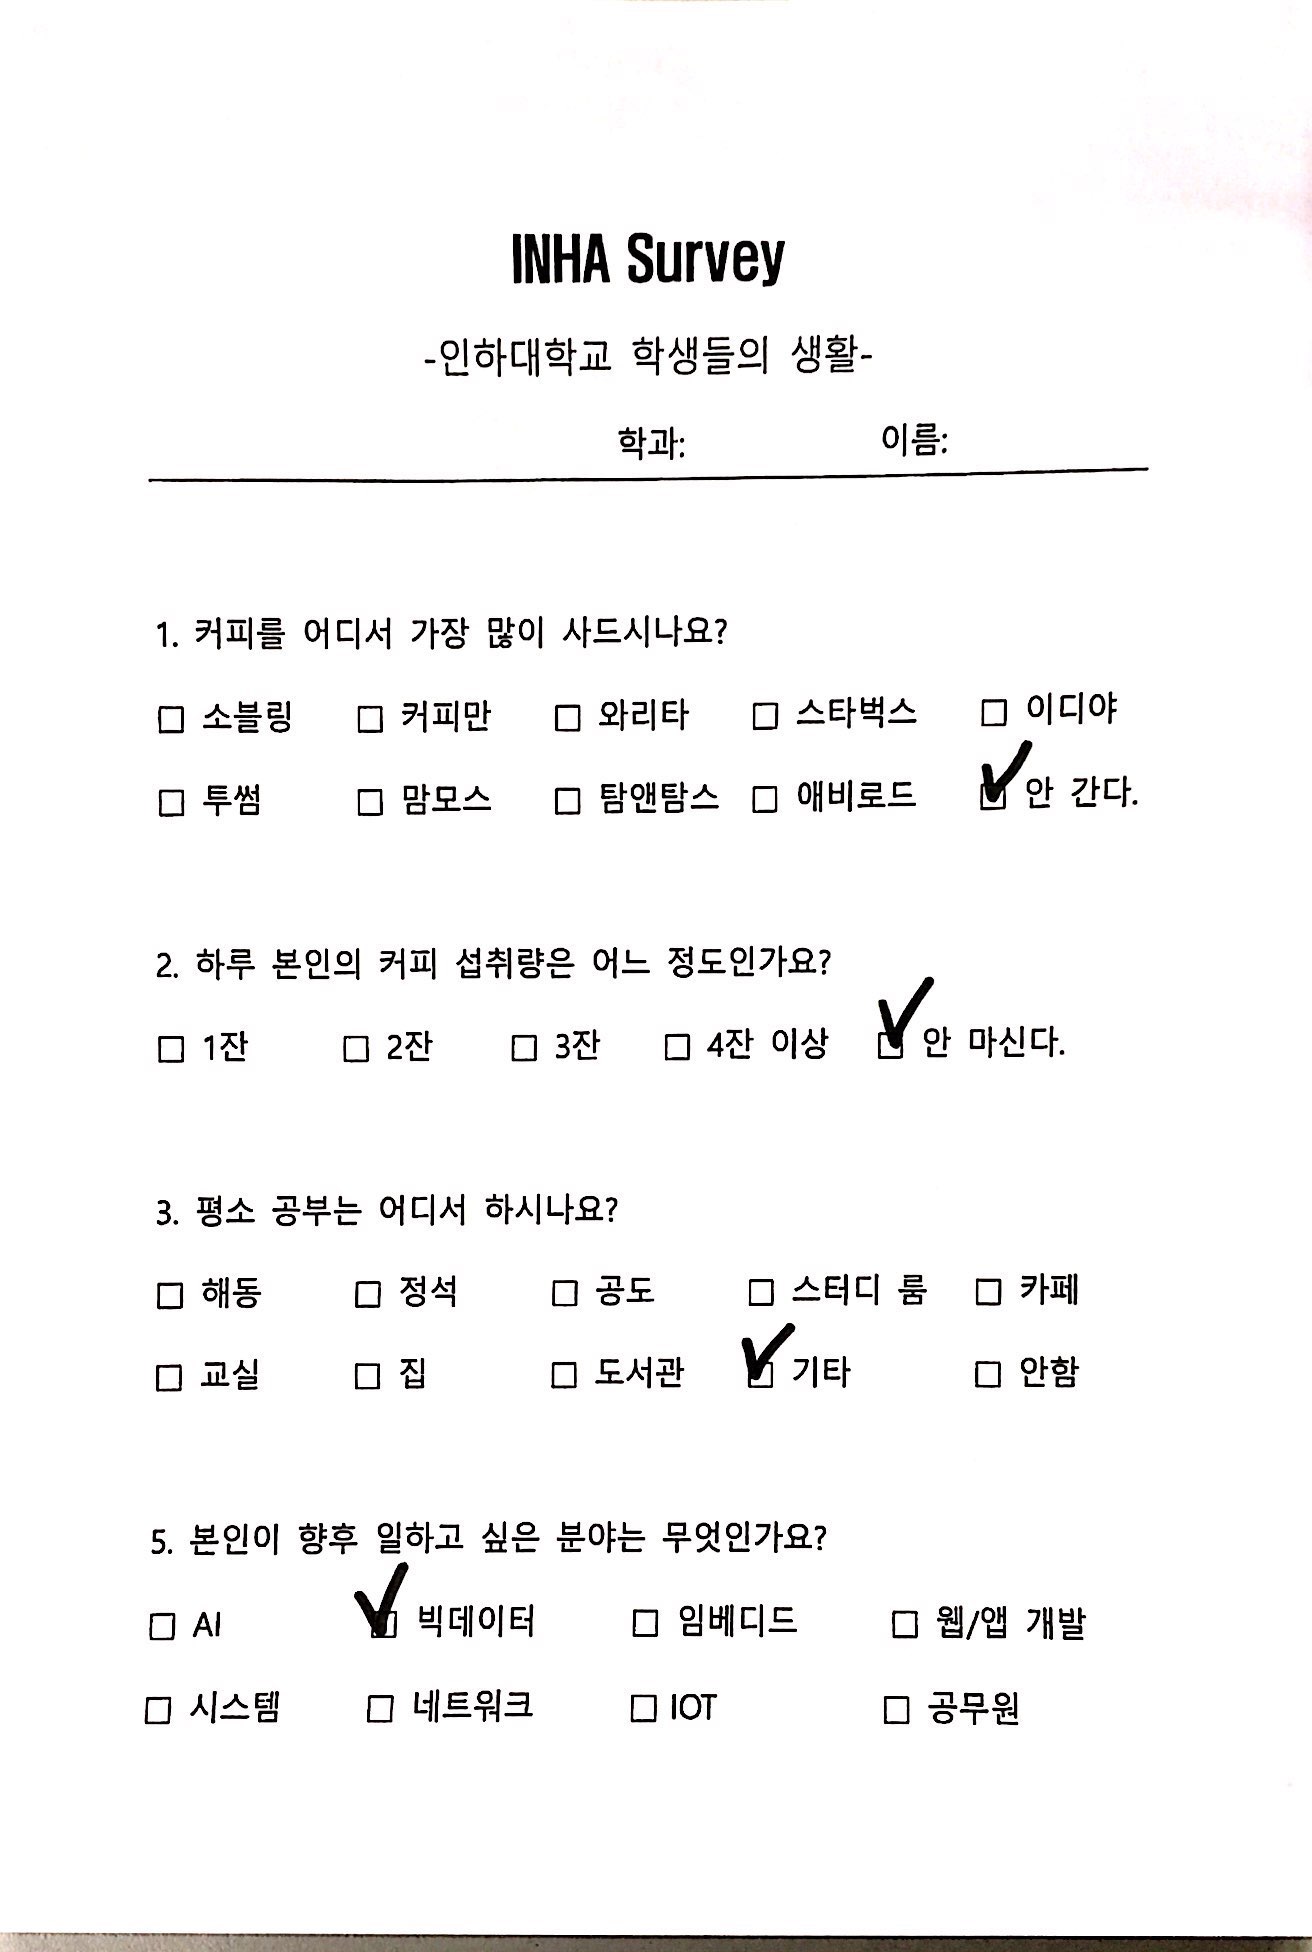 INHA Survey
-인하대학교 학생들의 생활-
학과: 이름:
1. 커피를 어디서 가장 많이 사드시나요?
□ 소블링 □ 커피만 □ 와리타 □ 스타벅스 □ 이디야
□ 투썸 □ 맘모스 □ 탐앤탐스 □ 애비로드 ☑ 안 간다.
2. 하루 본인의 커피 섭취량은 어느 정도인가요?
□ 1잔 □ 2잔 □ 3잔 □ 4잔 이상 ☑ 안 마신다.
3. 평소 공부는 어디서 하시나요?
□ 해동 □ 정석 □ 공도 □ 스터디 룸 □ 카페
□ 교실 □ 집 □ 도서관 ☑ 기타 □ 안함
5. 본인이 향후 일하고 싶은 분야는 무엇인가요?
□ AI ☑ 빅데이터 □ 임베디드 □ 웹/앱 개발
□ 시스템 □ 네트워크 □ IOT □ 공무원